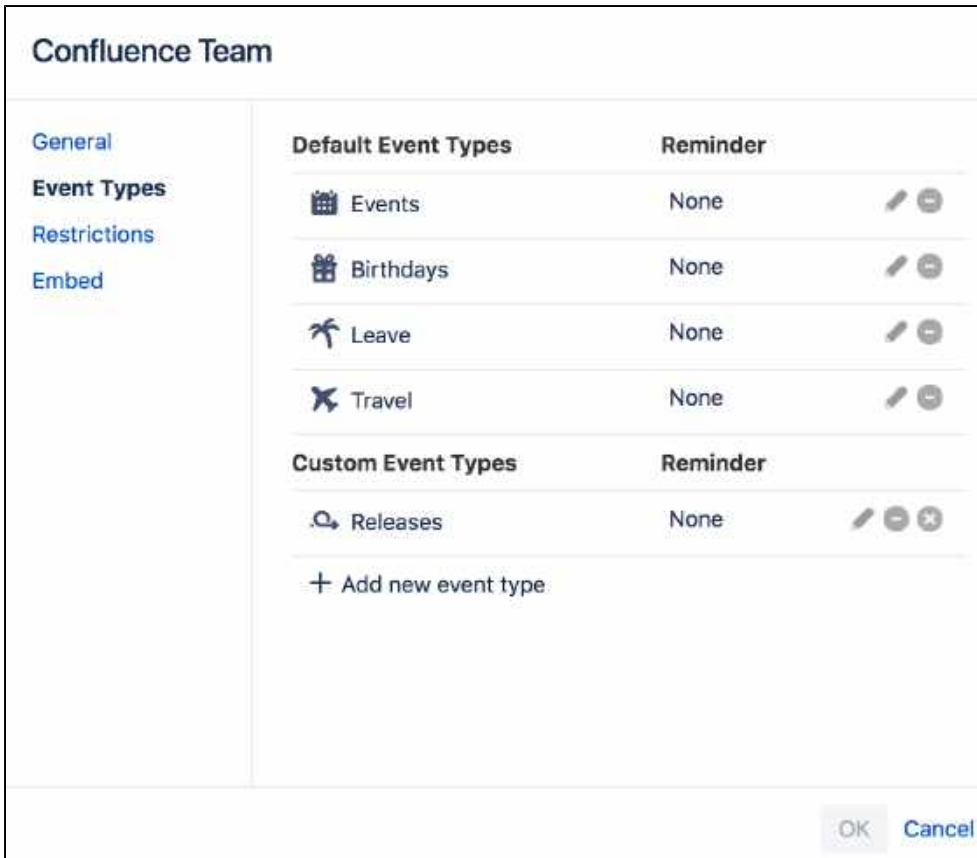 Confluence Team
General
Event Types
Restrictions
Embed
Default Event Types Reminder
Events None
Birthdays None
Leave None
Travel None
Custom Event Types Reminder
Releases None
+ Add new event type
OK Cancel